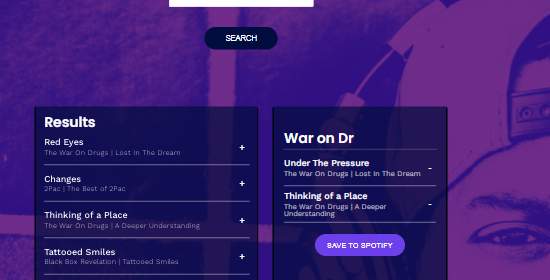 SEARCH
Results
Red Eyes
The War On Drugs | Lost In The Dream
+
Changes
2Pac | The Best of 2Pac
+
Thinking of a Place
The War On Drugs | A Deeper Understanding
+
Tattooed Smiles
Black Box Revelation | Tattooed Smiles
+
War on Dr
Under The Pressure
The War On Drugs | Lost In The Dream
-
Thinking of a Place
The War On Drugs | A Deeper
Understanding
-
SAVE TO SPOTIFY